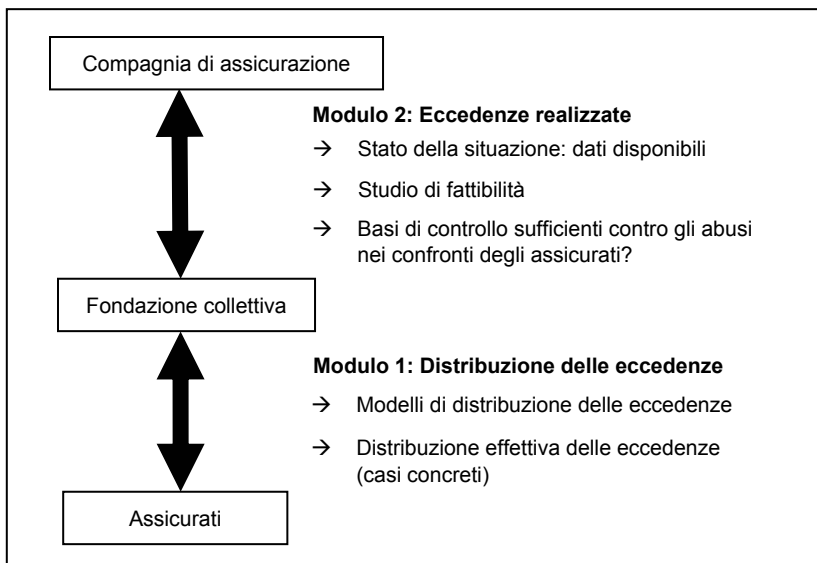 Compagnia di assicurazione
Modulo 2: Eccedenze realizzate
→ Stato della situazione: dati disponibili
→ Studio di fattibilità
→ Basi di controllo sufficienti contro gli abusi
nei confronti degli assicurati?
Fondazione collettiva
Modulo 1: Distribuzione delle eccedenze
→ Modelli di distribuzione delle eccedenze
→ Distribuzione effettiva delle eccedenze
(casi concreti)
Assicurati